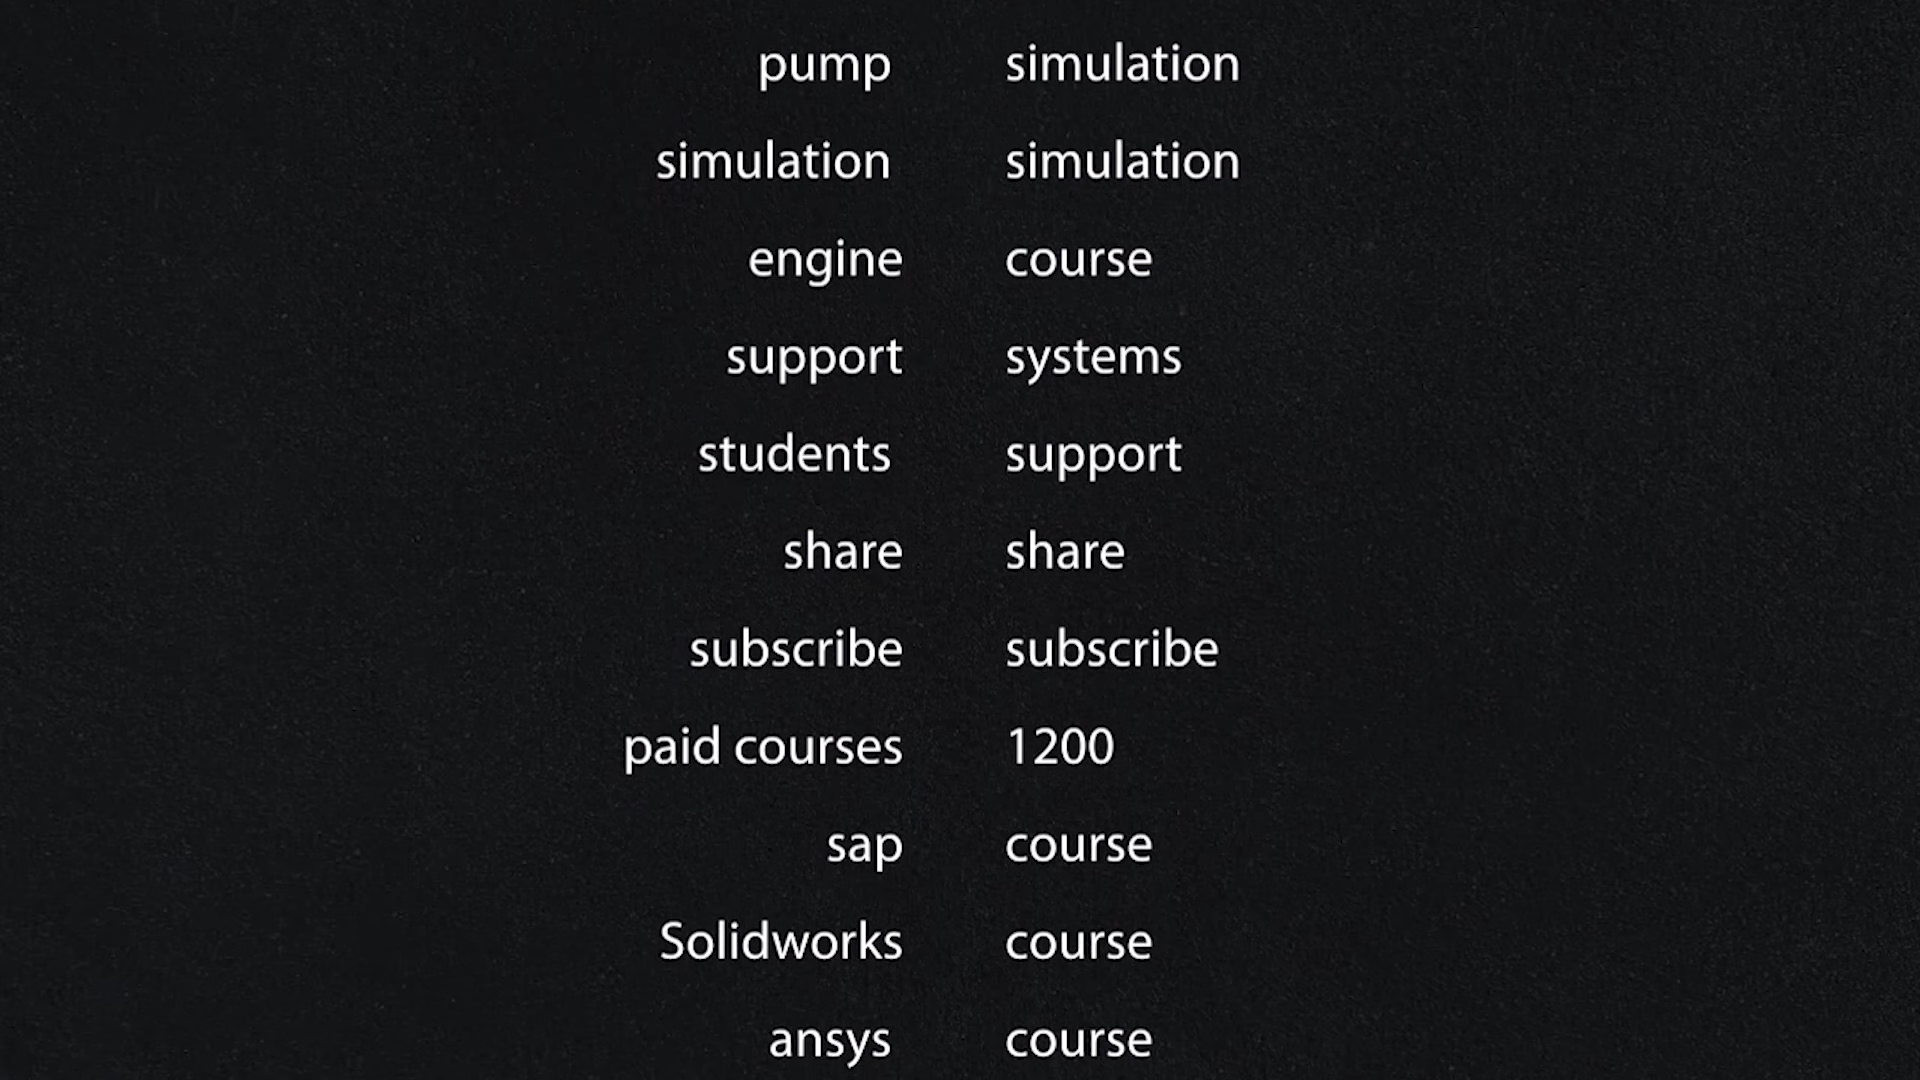 pump simulation
simulation simulation
engine course
support systems
students support
share share
subscribe subscribe
paid courses 1200
sap course
Solidworks course
ansys course